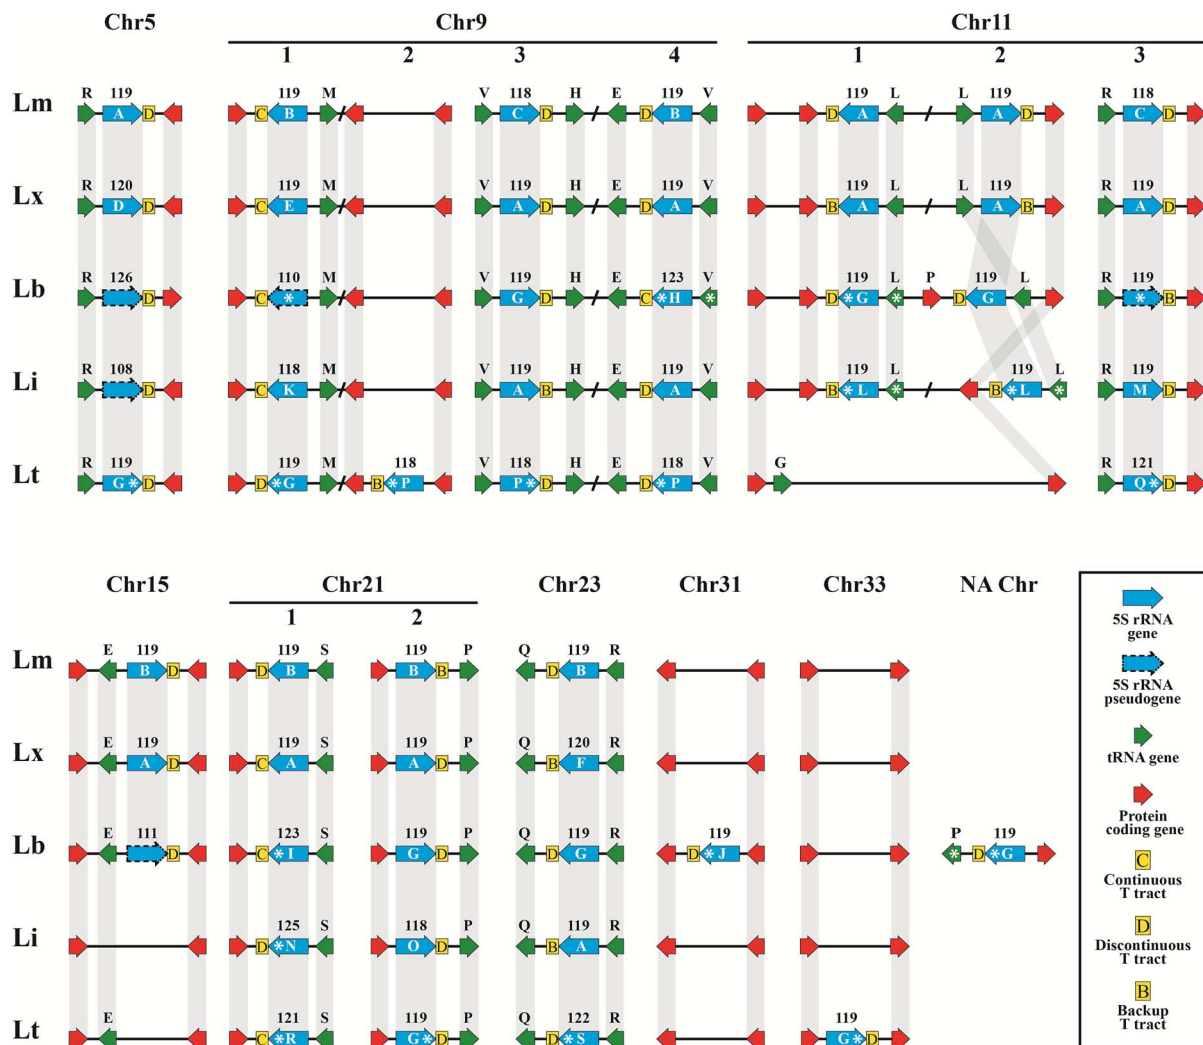 Chr5 Chr9 Chr11
1 2 3 4 1 2 3
R 119 119 M V 118 H E 119 V 119 L L 119 R 118
Lm A D C B C D D B D A A D C D
R 120 119 M V 119 H E 119 V 119 L L 119 R 119
Lx D D C E A D D A B A A B A D
R 126 110 M V 119 H E 123 V 119 L P 119 L R 119
Lb D C * G D C * H * D * G * D G * B
R 108 118 M V 119 H E 119 V 119 L 119 L R 119
Li D C K A B D A B * L * B * L * M D
R 119 119 M 118 V 118 H E 118 V G R 121
Lt G * D D * G B * P P * D D * P Q * D
Chr15 Chr21 Chr23 Chr31 Chr33 NA Chr
1 2
E 119 119 S 119 P Q 119 R
Lm B D D B B B D B
E 119 119 S 119 P Q 120 R
Lx A D C A A D B F
E 111 123 S 119 P Q 119 R 119 P 119
Lb D C * I G D D G D * J * D * G
125 S 118 P Q 119 R
Li D * N O D B A
E 121 S 119 P Q 122 R 119
Lt C * R G * D D * S G * D
5S rRNA
gene
5S rRNA
pseudogene
tRNA gene
Protein
coding gene
C
Continuous
T tract
D
Discontinuous
T tract
B
Backup
T tract